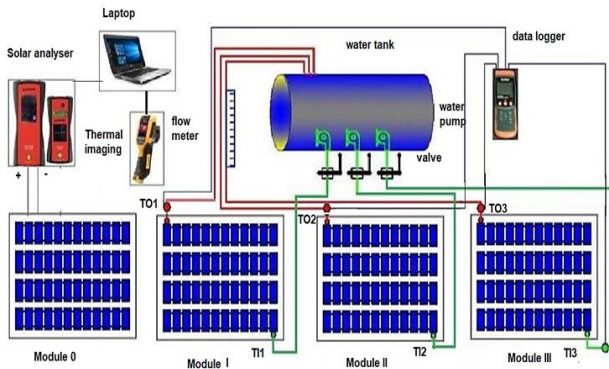 Laptop
Solar analyser
water tank
data logger
Thermal
imaging
flow
meter
water
pump
valve
+ -
TO1
TO2
TO3
TI1
TI2
TI3
Module 0
Module I
Module II
Module III